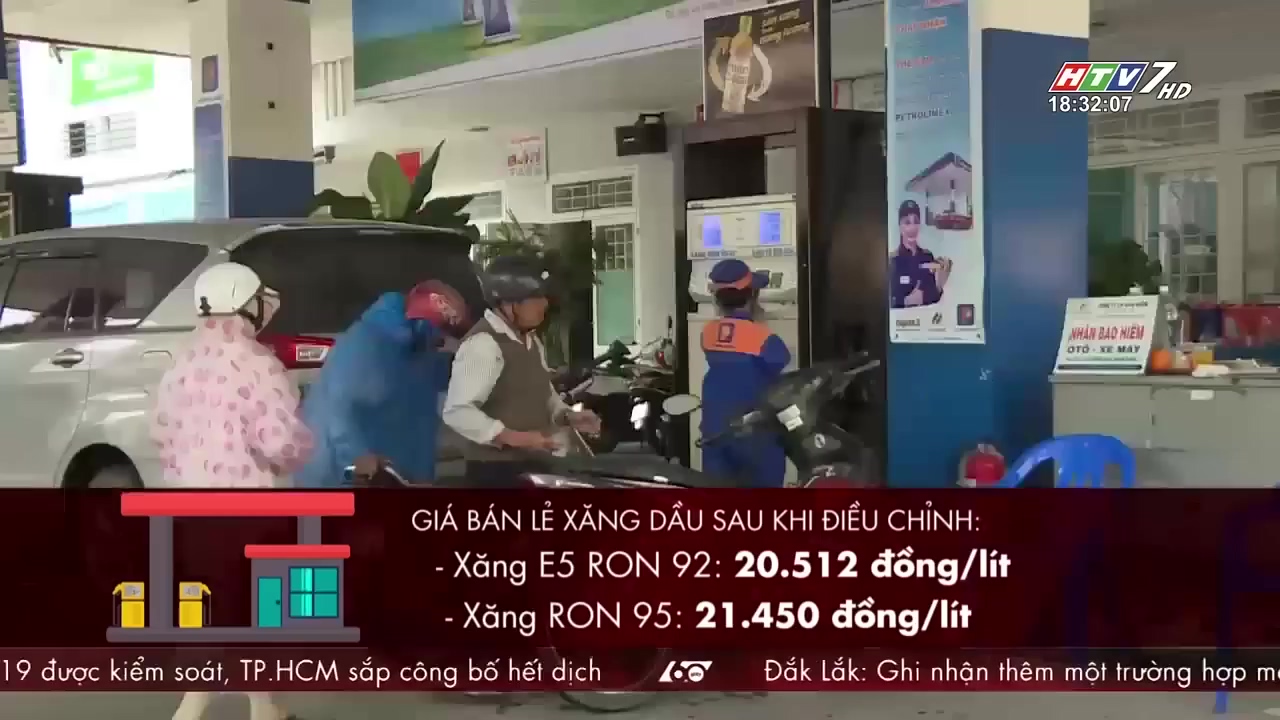 HTV7 HD
18:32:07
PETROLIMEX
NHẬN BẢO HIỂM
OTÔ - XE MÁY
GIÁ BÁN LẺ XĂNG DẦU SAU KHI ĐIỀU CHỈNH:
- Xăng E5 RON 92: 20.512 đồng/lít
- Xăng RON 95: 21.450 đồng/lít
19 được kiểm soát, TP.HCM sắp công bố hết dịch
60
Đắk Lắk: Ghi nhận thêm một trường hợp